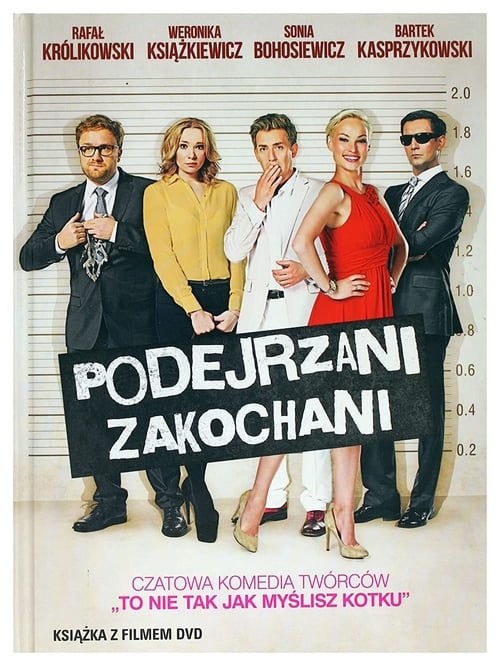 RAFAŁ
KRÓLIKOWSKI
WERONIKA
KSIĄŻKIEWICZ
SONIA
BOHOSIEWICZ
BARTEK
KASPRZYKOWSKI
2.0
1.8
1.6
1.4
1.2
1.0
0.8
0.6
0.4
0.2
PODEJRZANI
ZAKOCHANI
CZATOWA KOMEDIA TWÓRCÓW
„TO NIE TAK JAK MYŚLISZ KOTKU”
KSIĄŻKA Z FILMEM DVD